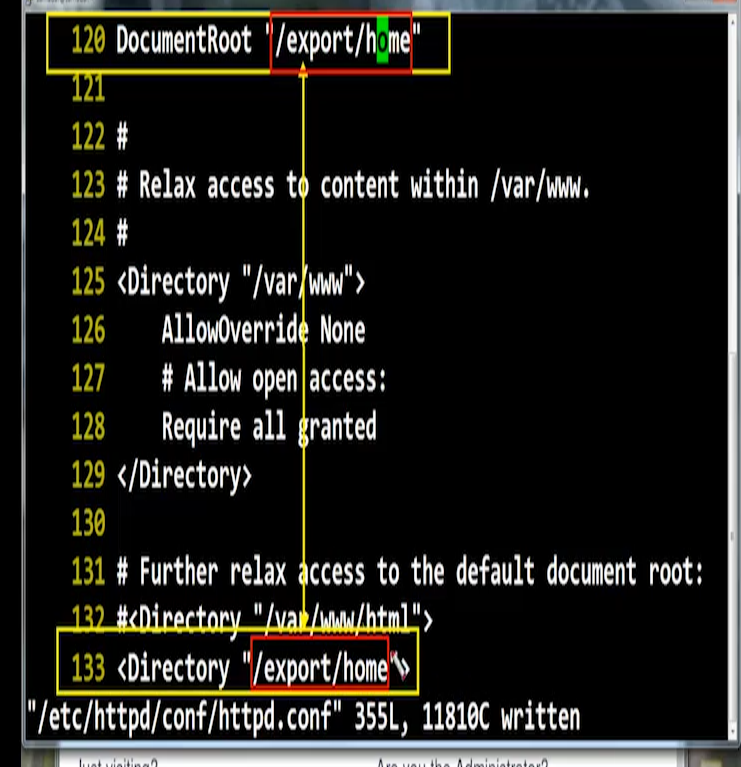 120 DocumentRoot "/export/home"
121
122 #
123 # Relax access to content within /var/www.
124 #
125 <Directory "/var/www">
126     AllowOverride None
127     # Allow open access:
128     Require all granted
129 </Directory>
130
131 # Further relax access to the default document root:
132 #<Directory "/var/www/html">
133 <Directory "/export/home">
"/etc/httpd/conf/httpd.conf" 355L, 11810C written
Just visiting? Are you the Administrator?